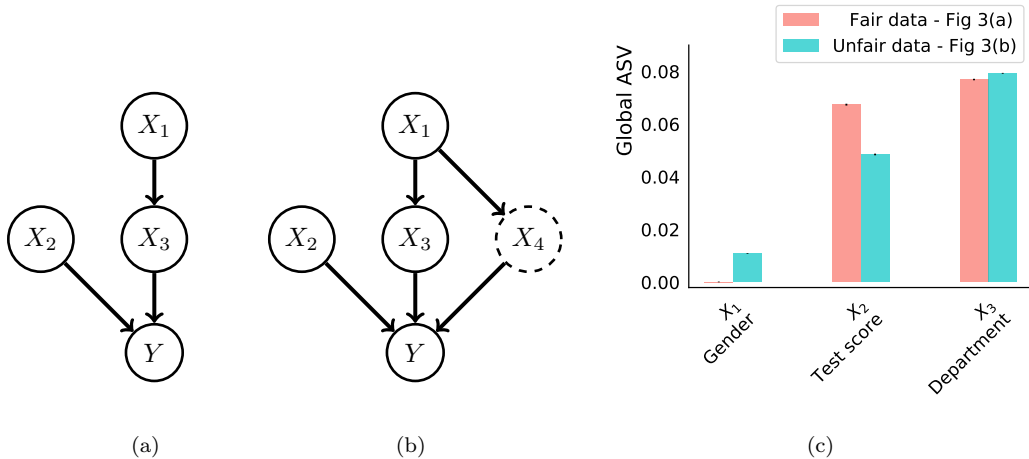 X1
X2
X3
Y
(a)
X1
X2
X3
X4
Y
(b)
Fair data - Fig 3(a)
Unfair data - Fig 3(b)
Global ASV
0.08
0.06
0.04
0.02
0.00
X1
Gender
X2
Test score
X3
Department
(c)